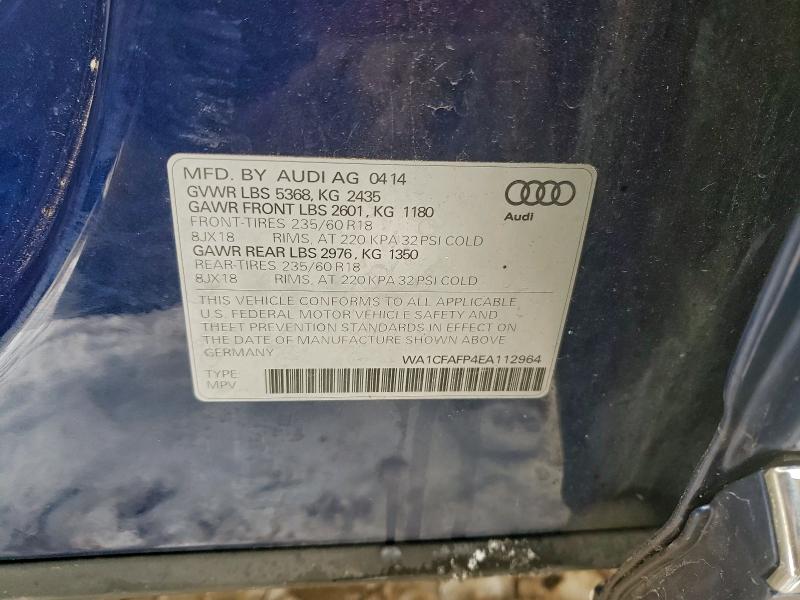 MFD. BY AUDI AG 04 14
GVWR LBS 5368, KG 2435
GAWR FRONT LBS 2601, KG 1180
FRONT-TIRES 235/60 R18
8JX18 RIMS, AT 220 KPA 32 PSI COLD
GAWR REAR LBS 2976, KG 1350
REAR-TIRES 235/60 R18
8JX18 RIMS, AT 220 KPA 32 PSI COLD
Audi
THIS VEHICLE CONFORMS TO ALL APPLICABLE
U.S. FEDERAL MOTOR VEHICLE SAFETY AND
THEFT PREVENTION STANDARDS IN EFFECT ON
THE DATE OF MANUFACTURE SHOWN ABOVE
GERMANY
WA1CFAFP4EA112964
TYPE:
MPV